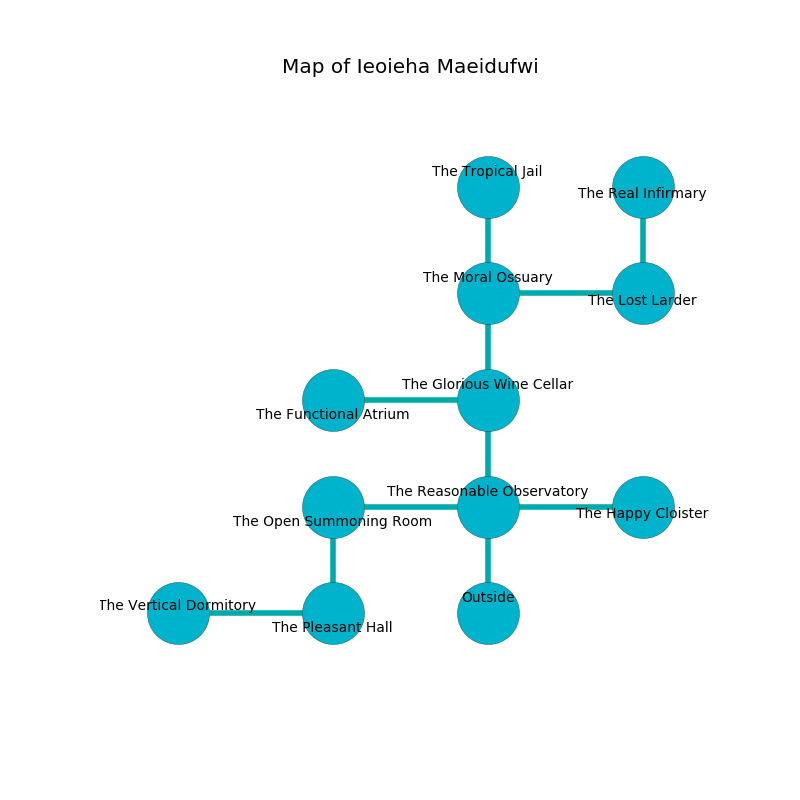 Map of Ieoieha Maeidufwi
The Tropical Jail
The Real Infirmary
The Moral Ossuary
The Lost Larder
The Glorious Wine Cellar
The Functional Atrium
The Reasonable Observatory
The Happy Cloister
The Open Summoning Room
Outside
The Vertical Dormitory
The Pleasant Hall